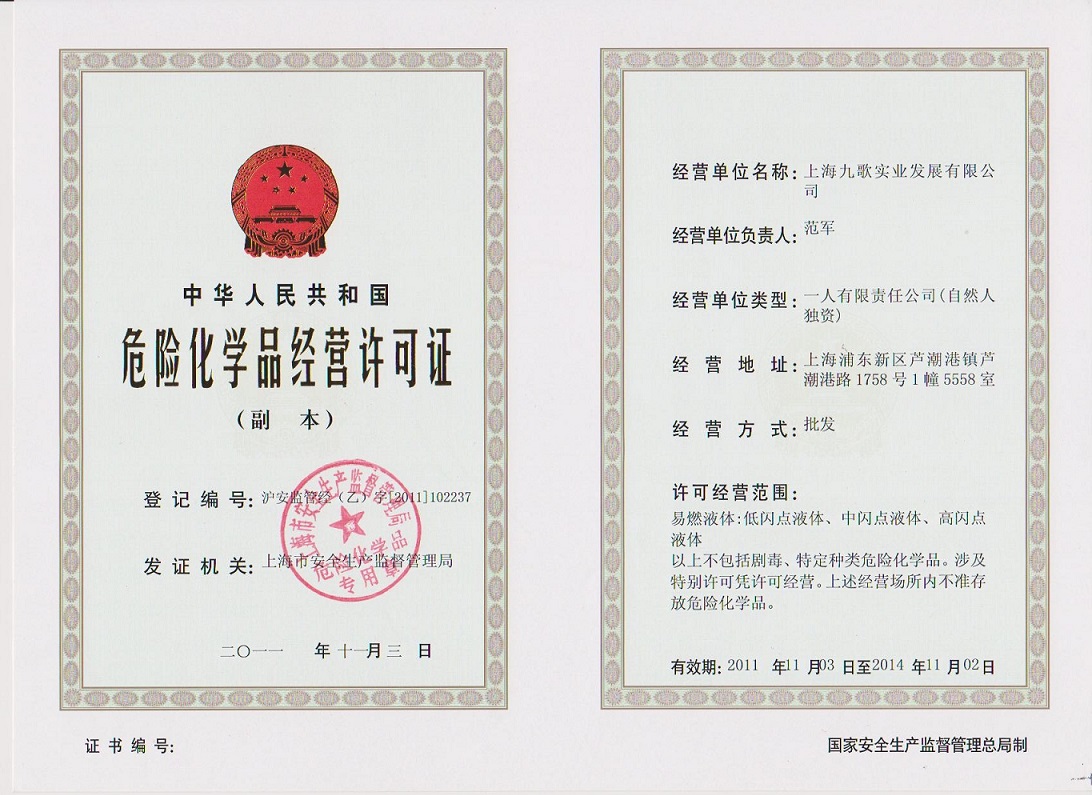 中华人民共和国
危险化学品经营许可证
(副 本)
登记编号: 沪安监管经(乙)字[2011]102237
发证机关: 上海市安全生产监督管理局
危险化学品
专用章
二〇一一 年 十一月 三 日
证书编号:
经营单位名称: 上海九歌实业发展有限公
司
经营单位负责人: 范军
经营单位类型: 一人有限责任公司(自然人
独资)
经营地址: 上海浦东新区芦潮港镇芦
潮港路1758号1幢5558室
经营方式: 批发
许可经营范围:
易燃液体:低闪点液体、中闪点液体、高闪点
液体
以上不包括剧毒、特定种类危险化学品。涉及
特别许可凭许可经营。上述经营场所内不准存
放危险化学品。
有效期: 2011 年11 月03 日至2014 年11 月02日
国家安全生产监督管理总局制